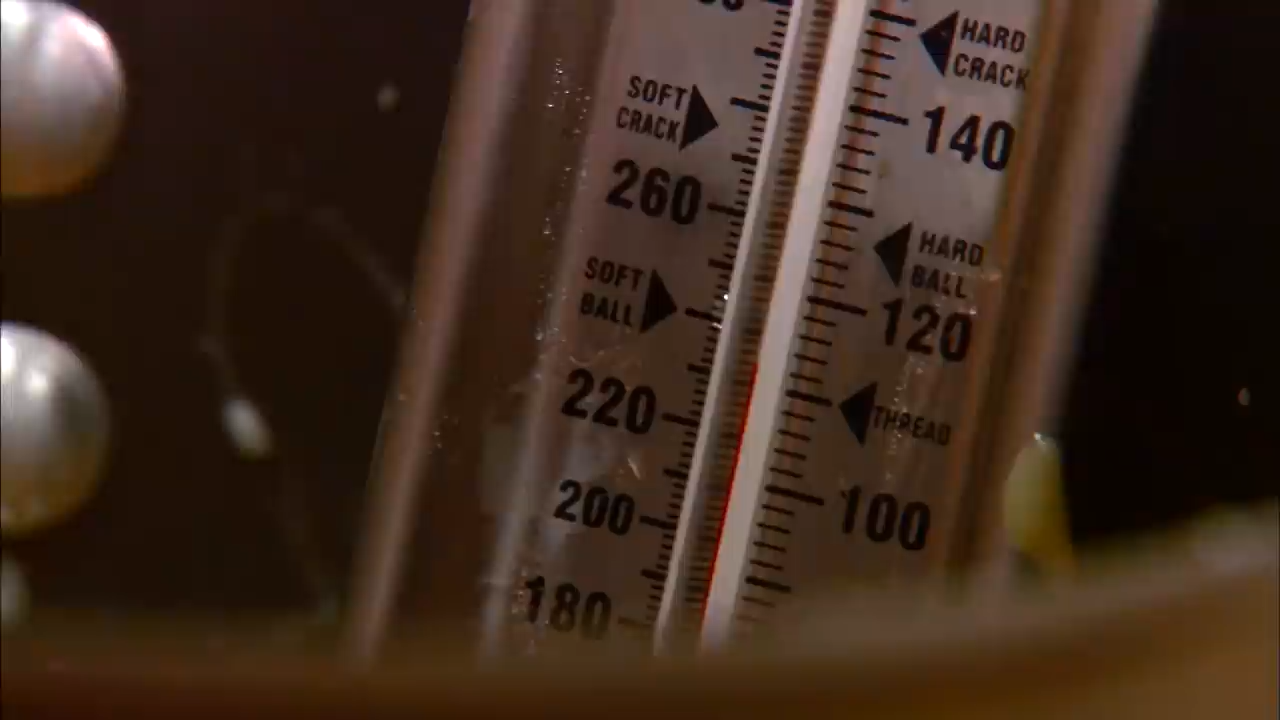 HARD
CRACK
SOFT
CRACK
140
260
HARD
BALL
SOFT
BALL
120
220
THREAD
200
100
180